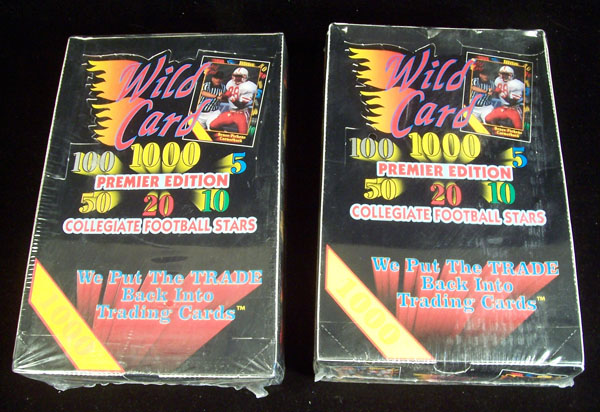 Wild
Card
100 1000 5
PREMIER EDITION
50 20 10
COLLEGIATE FOOTBALL STARS
We Put The TRADE
Back Into
Trading Cards™
1000
Wild
Card
100 1000 5
PREMIER EDITION
50 20 10
COLLEGIATE FOOTBALL STARS
We Put The TRADE
Back Into
Trading Cards™
1000